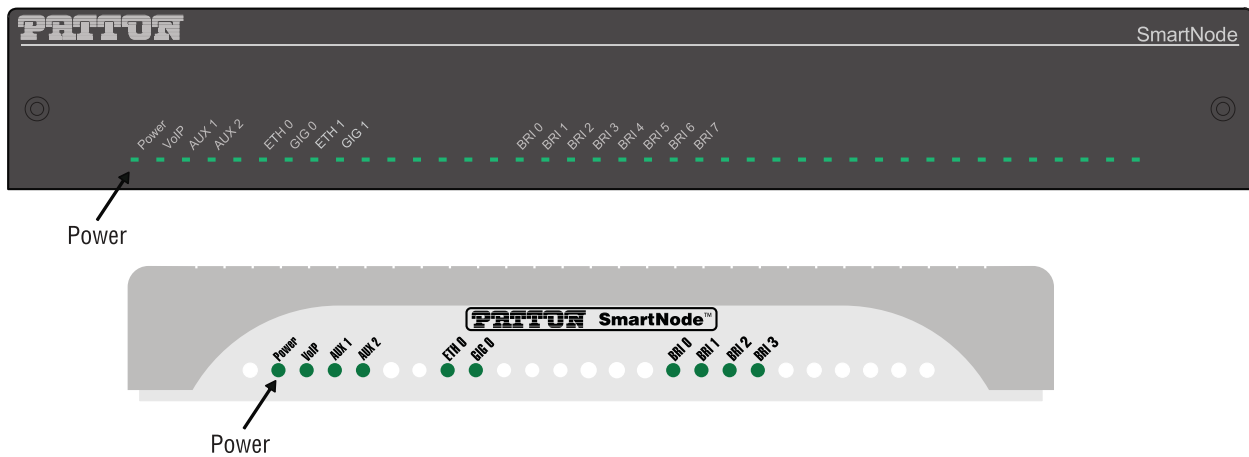 PATTON
SmartNode
Power VoIP AUX 1 AUX 2 ETH 0 GIG 0 ETH 1 GIG 1 BRI 0 BRI 1 BRI 2 BRI 3 BRI 4 BRI 5 BRI 6 BRI 7
Power
PATTON SmartNode™
Power VoIP AUX 1 AUX 2 ETH 0 GIG 0 BRI 0 BRI 1 BRI 2 BRI 3
Power